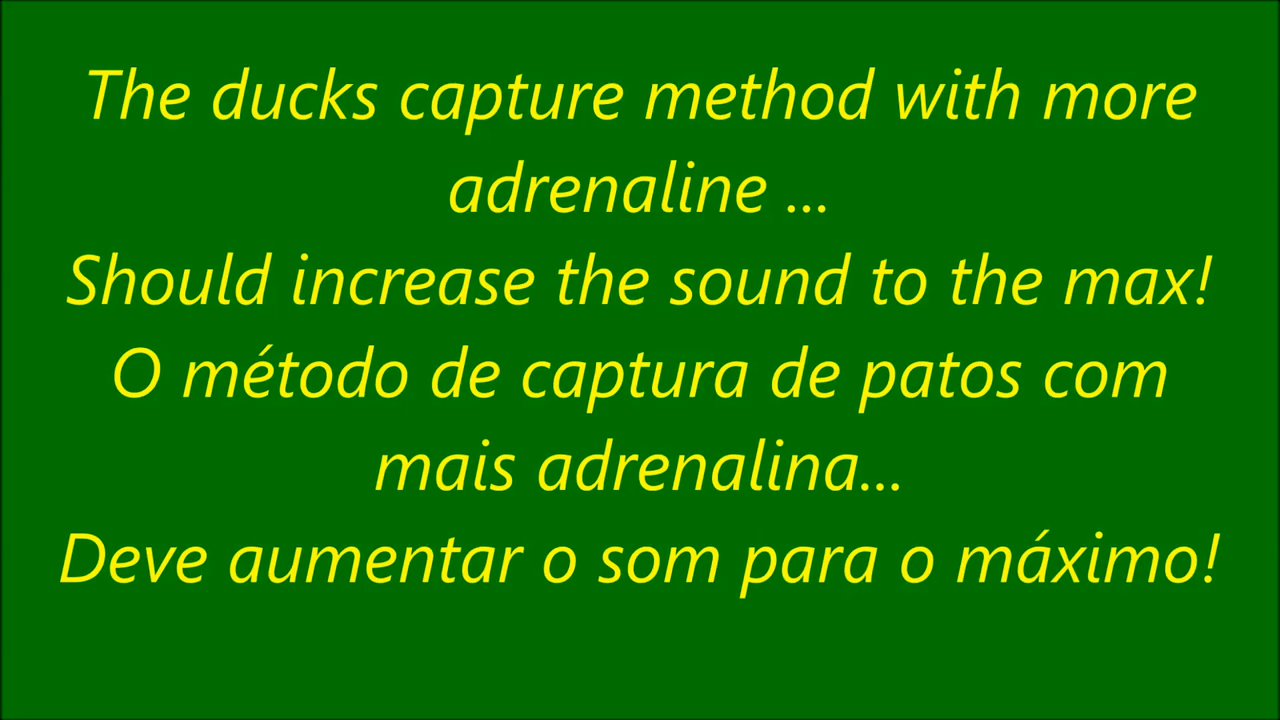 The ducks capture method with more
adrenaline ...
Should increase the sound to the max!
O método de captura de patos com
mais adrenalina...
Deve aumentar o som para o máximo!